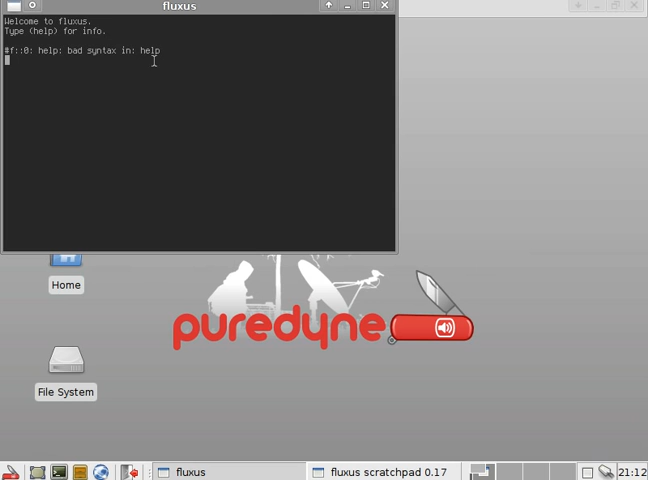 fluxus
Welcome to fluxus.
Type (help) for info.
#f::0: help: bad syntax in: help
Home
puredyne
File System
fluxus
fluxus scratchpad 0.17
21:12